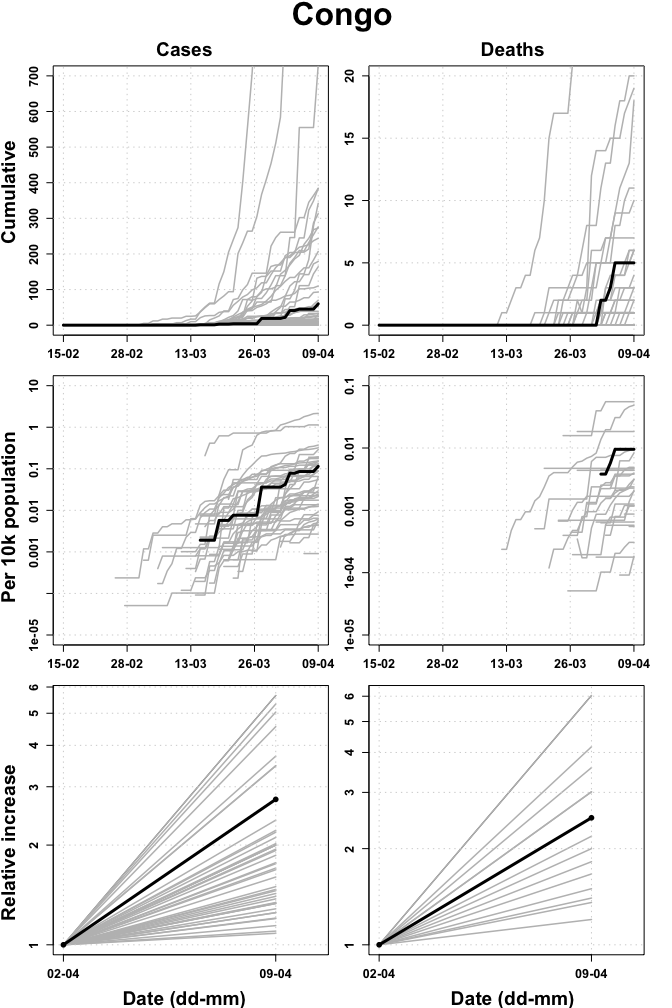 Congo
Cases Deaths
Cumulative
700
600
500
400
300
200
100
0
15-02 28-02 13-03 26-03 09-04
20
15
10
5
0
15-02 28-02 13-03 26-03 09-04
Per 10k population
10
1
0.1
0.01
0.001
1e-05
15-02 28-02 13-03 26-03 09-04
0.1
0.01
0.001
1e-04
1e-05
15-02 28-02 13-03 26-03 09-04
Relative increase
6
5
4
3
2
1
02-04 09-04
Date (dd-mm)
6
5
4
3
2
1
02-04 09-04
Date (dd-mm)